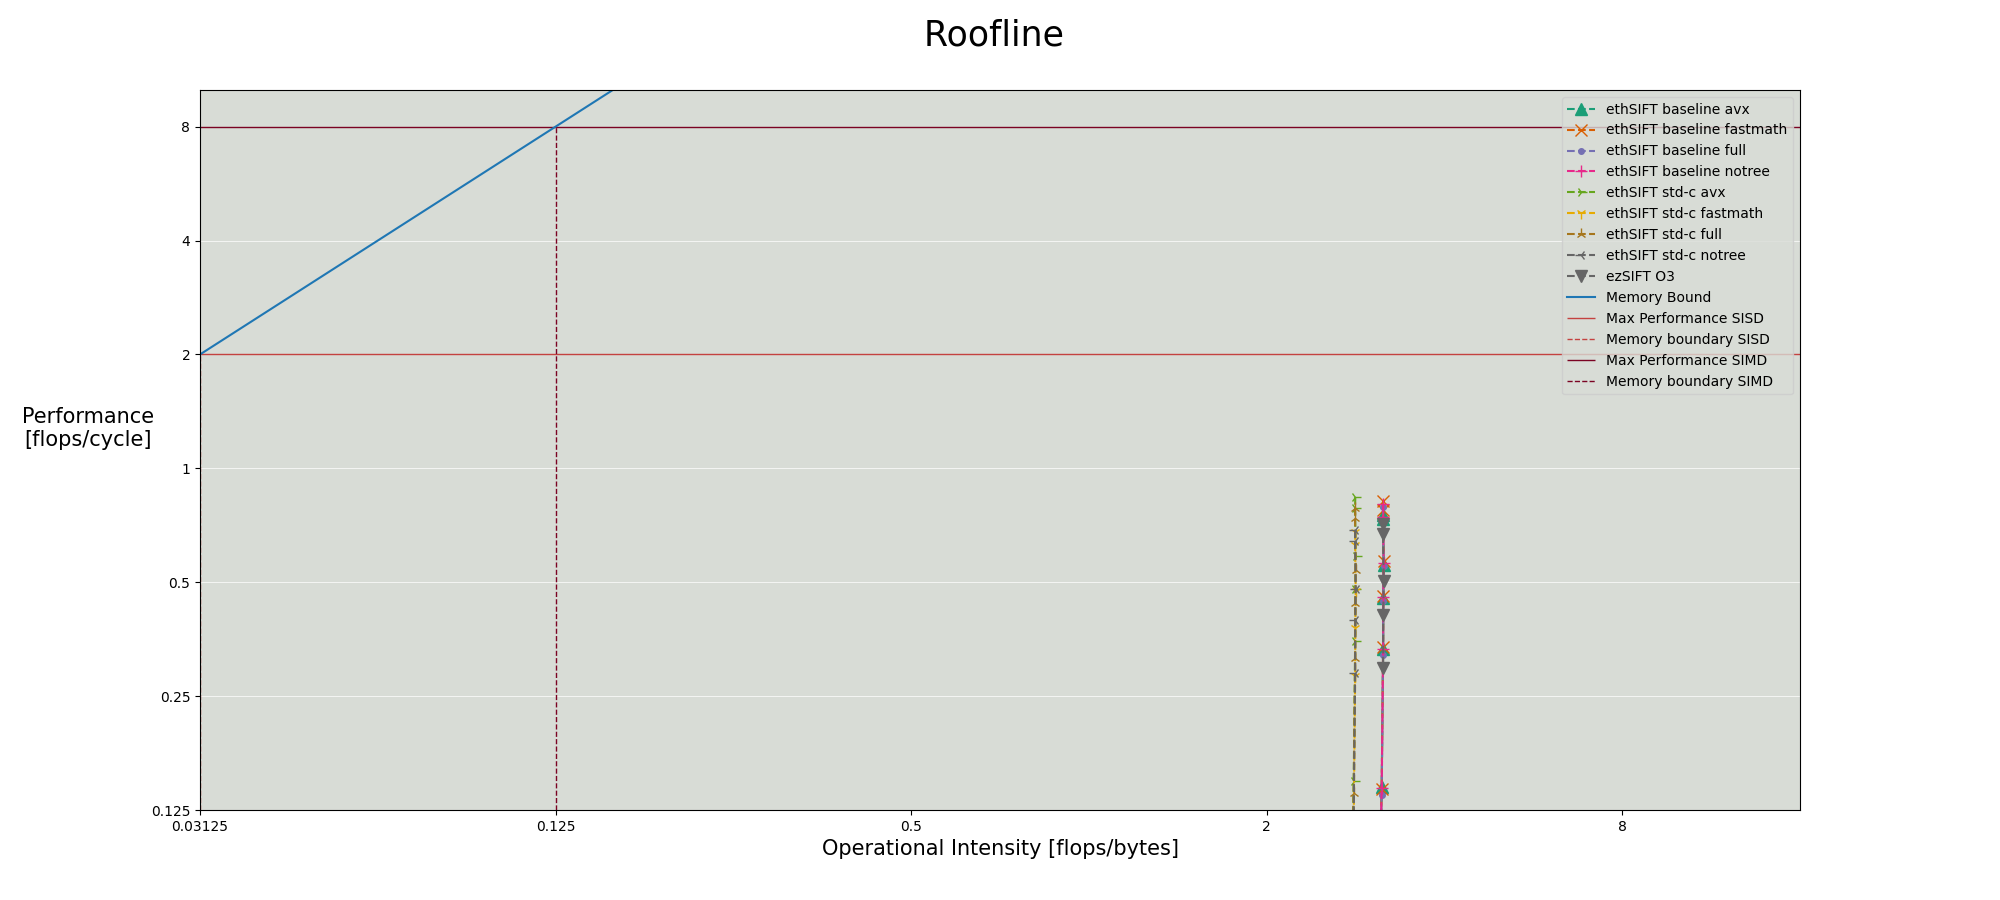 Roofline
8
4
2
1
0.5
0.25
0.125
Performance
[flops/cycle]
ethSIFT baseline avx
ethSIFT baseline fastmath
ethSIFT baseline full
ethSIFT baseline notree
ethSIFT std-c avx
ethSIFT std-c fastmath
ethSIFT std-c full
ethSIFT std-c notree
ezSIFT O3
Memory Bound
Max Performance SISD
Memory boundary SISD
Max Performance SIMD
Memory boundary SIMD
0.03125
0.125
0.5
2
8
Operational Intensity [flops/bytes]